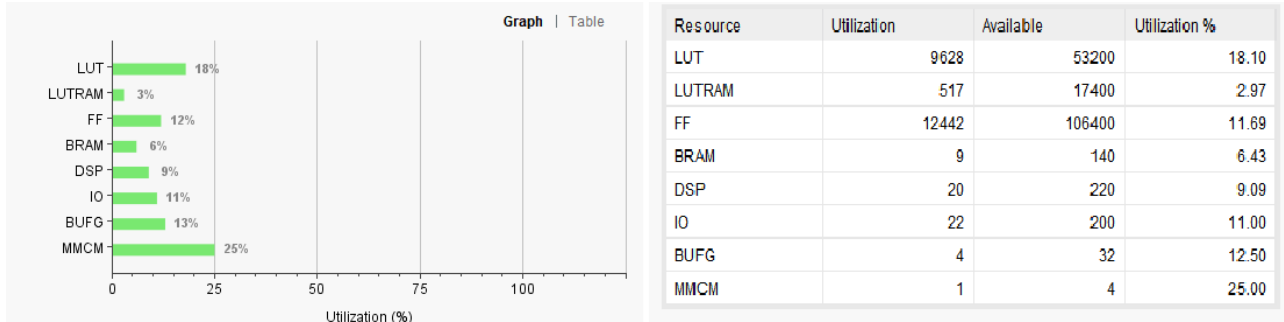 Graph | Table
LUT 18%
LUTRAM 3%
FF 12%
BRAM 6%
DSP 9%
IO 11%
BUFG 13%
MMCM 25%
0 25 50 75 100
Utilization (%)
Resource Utilization Available Utilization %
LUT 9628 53200 18.10
LUTRAM 517 17400 2.97
FF 12442 106400 11.69
BRAM 9 140 6.43
DSP 20 220 9.09
IO 22 200 11.00
BUFG 4 32 12.50
MMCM 1 4 25.00